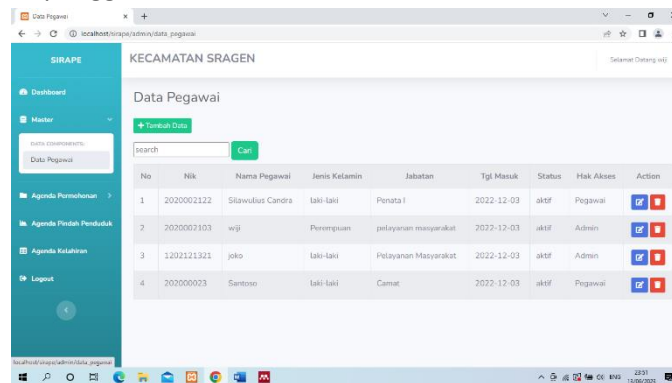 Data Pegawai
localhost/sirape/admin/data_pegawai
SIRAPE
KECAMATAN SRAGEN
Selamat Datang wiji
Dashboard
Data Pegawai
Master
+ Tambah Data
DATA COMPONENTS:
Data Pegawai
search
Cari
No Nik Nama Pegawai Jenis Kelamin Jabatan Tgl. Masuk Status Hak Akses Action
1 2020002122 Silawulius Candra laki-laki Penata I 2022-12-03 aktif Pegawai
2 2020002103 wiji Perempuan pelayanan masyarakat 2022-12-03 aktif Admin
3 1202121321 joko laki-laki Pelayanan Masyarakat 2022-12-03 aktif Admin
4 202000023 Santoso laki-laki Camat 2022-12-03 aktif Pegawai
Agenda Permohonan
Agenda Pindah Penduduk
Agenda Kelahiran
Logout
localhost/sirape/admin/data_pegawai
ENG
23:51